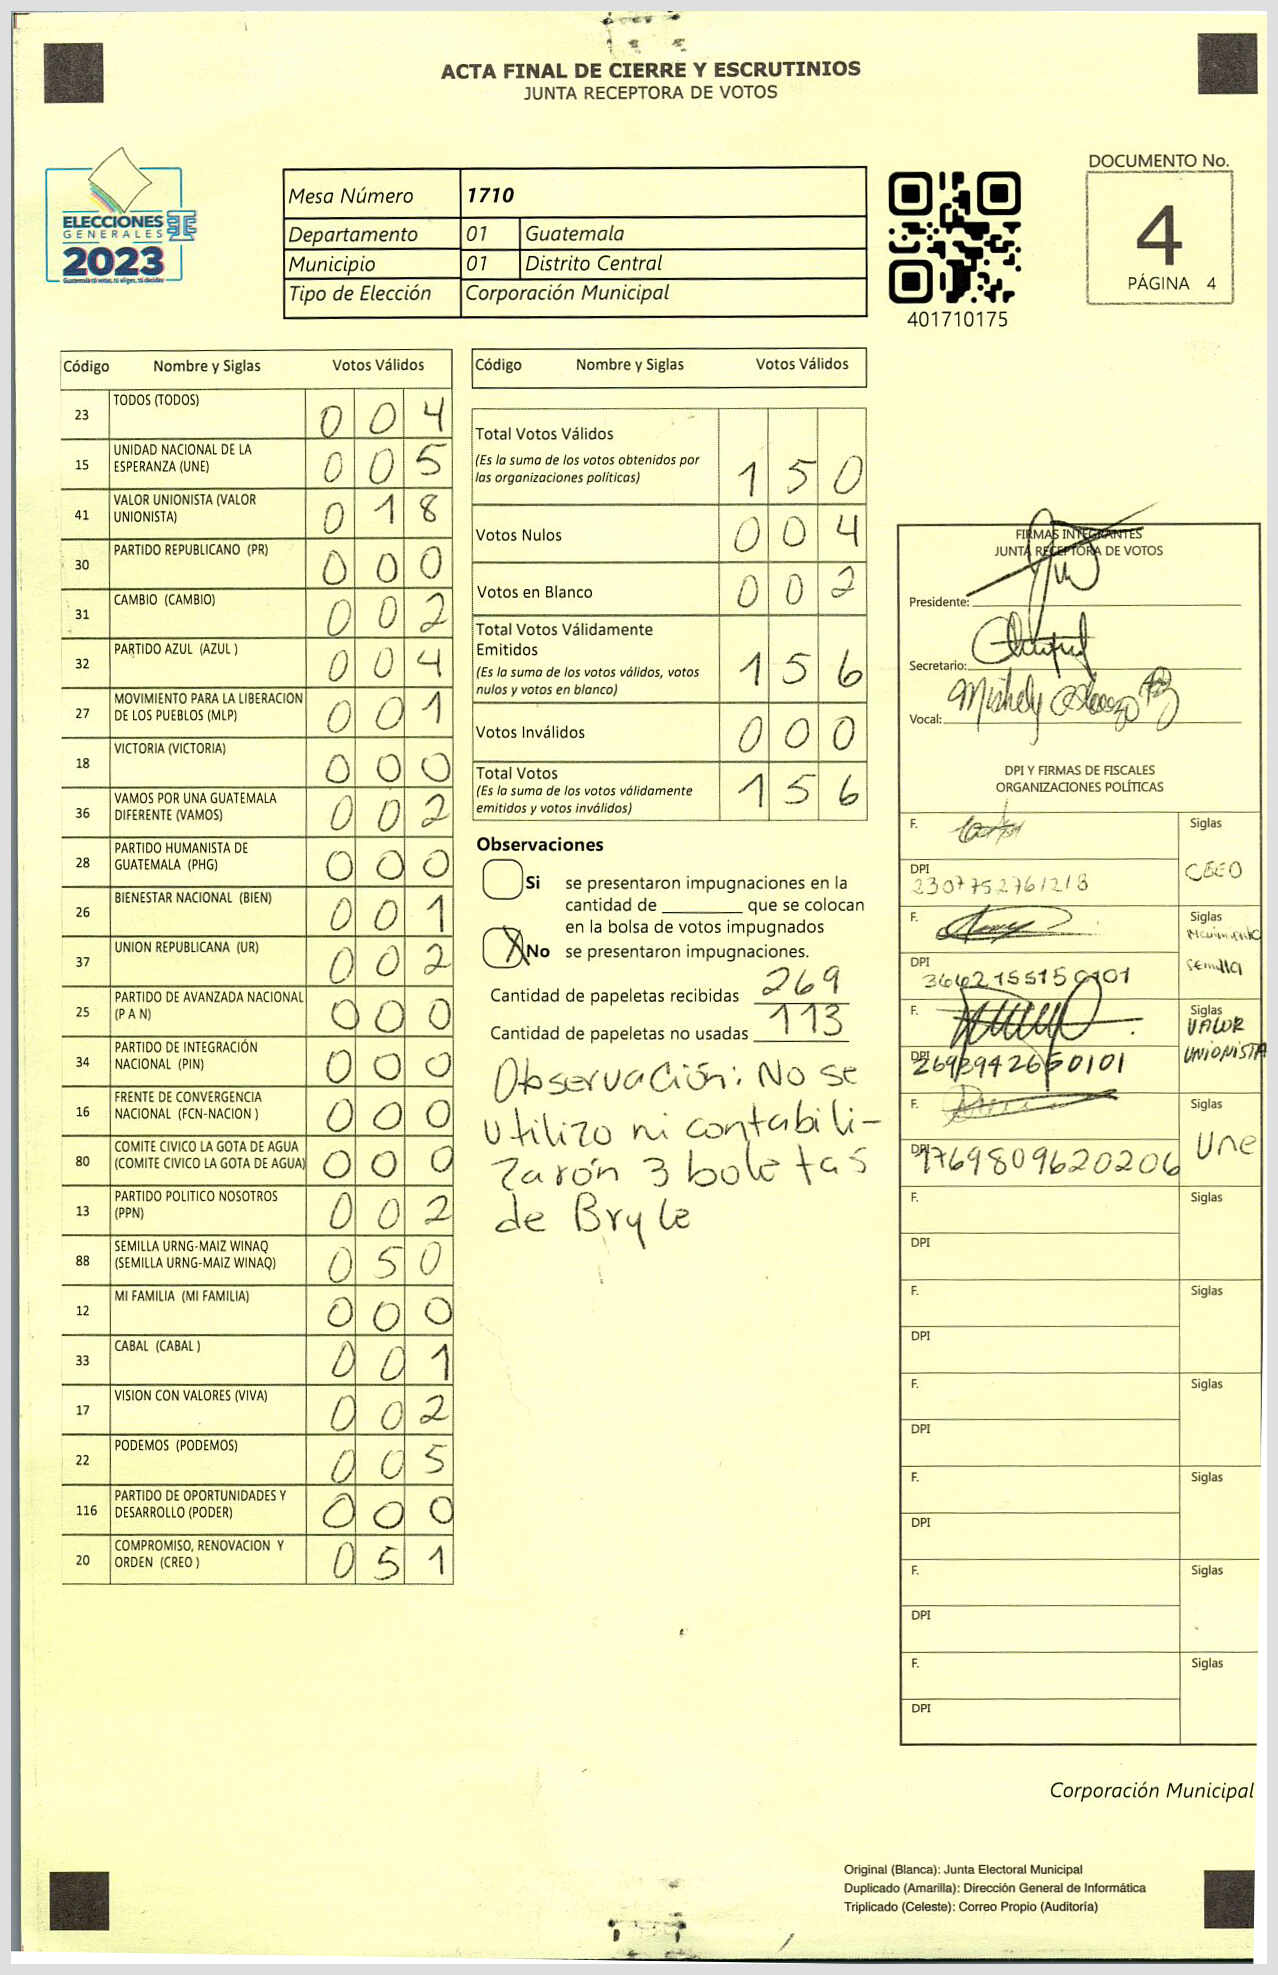 ACTA FINAL DE CIERRE Y ESCRUTINIOS
JUNTA RECEPTORA DE VOTOS
ELECCIONES
GENERALES
2023
Guatemala tú votas, tú eliges, tú decides
Mesa Número 1710
Departamento 01 Guatemala
Municipio 01 Distrito Central
Tipo de Elección Corporación Municipal
401710175
DOCUMENTO No.
4
PÁGINA 4
Código Nombre y Siglas Votos Válidos
23 TODOS (TODOS) 0 0 4
15 UNIDAD NACIONAL DE LA ESPERANZA (UNE) 0 0 5
41 VALOR UNIONISTA (VALOR UNIONISTA) 0 1 8
30 PARTIDO REPUBLICANO (PR) 0 0 0
31 CAMBIO (CAMBIO) 0 0 2
32 PARTIDO AZUL (AZUL ) 0 0 4
27 MOVIMIENTO PARA LA LIBERACION DE LOS PUEBLOS (MLP) 0 0 1
18 VICTORIA (VICTORIA) 0 0 0
36 VAMOS POR UNA GUATEMALA DIFERENTE (VAMOS) 0 0 2
28 PARTIDO HUMANISTA DE GUATEMALA (PHG) 0 0 0
26 BIENESTAR NACIONAL (BIEN) 0 0 1
37 UNION REPUBLICANA (UR) 0 0 2
25 PARTIDO DE AVANZADA NACIONAL (P A N) 0 0 0
34 PARTIDO DE INTEGRACIÓN NACIONAL (PIN) 0 0 0
16 FRENTE DE CONVERGENCIA NACIONAL (FCN-NACION ) 0 0 0
80 COMITE CIVICO LA GOTA DE AGUA (COMITE CIVICO LA GOTA DE AGUA) 0 0 0
13 PARTIDO POLITICO NOSOTROS (PPN) 0 0 2
88 SEMILLA URNG-MAIZ WINAQ (SEMILLA URNG-MAIZ WINAQ) 0 5 0
12 MI FAMILIA (MI FAMILIA) 0 0 0
33 CABAL (CABAL ) 0 0 1
17 VISION CON VALORES (VIVA) 0 0 2
22 PODEMOS (PODEMOS) 0 0 5
116 PARTIDO DE OPORTUNIDADES Y DESARROLLO (PODER) 0 0 0
20 COMPROMISO, RENOVACION Y ORDEN (CREO ) 0 5 1
Código Nombre y Siglas Votos Válidos
Total Votos Válidos 1 5 0
(Es la suma de los votos obtenidos por
las organizaciones políticas)
Votos Nulos 0 0 4
Votos en Blanco 0 0 2
Total Votos Válidamente
Emitidos 1 5 6
(Es la suma de los votos válidos, votos
nulos y votos en blanco)
Votos Inválidos 0 0 0
Total Votos 1 5 6
(Es la suma de los votos válidamente
emitidos y votos inválidos)
Observaciones
Si se presentaron impugnaciones en la
cantidad de ________ que se colocan
en la bolsa de votos impugnados
X No se presentaron impugnaciones.
Cantidad de papeletas recibidas 269
Cantidad de papeletas no usadas 113
Observación: No se
utilizo ni contabili-
zarón 3 boletas
de Bryle
FIRMAS INTEGRANTES
JUNTA RECEPTORA DE VOTOS
Presidente:
Secretario:
Vocal:
DPI Y FIRMAS DE FISCALES
ORGANIZACIONES POLÍTICAS
F. Siglas
DPI 2307752761213
F. Siglas Movimiento
DPI semilla
F. Siglas VALOR
DPI 2692942660101 UNIONISTA
F. Siglas
DPI 1769809620206 Une
F. Siglas
DPI
F. Siglas
DPI
F. Siglas
DPI
F. Siglas
DPI
F. Siglas
DPI
F. Siglas
DPI
Corporación Municipal
Original (Blanca): Junta Electoral Municipal
Duplicado (Amarilla): Dirección General de Informática
Triplicado (Celeste): Correo Propio (Auditoría)